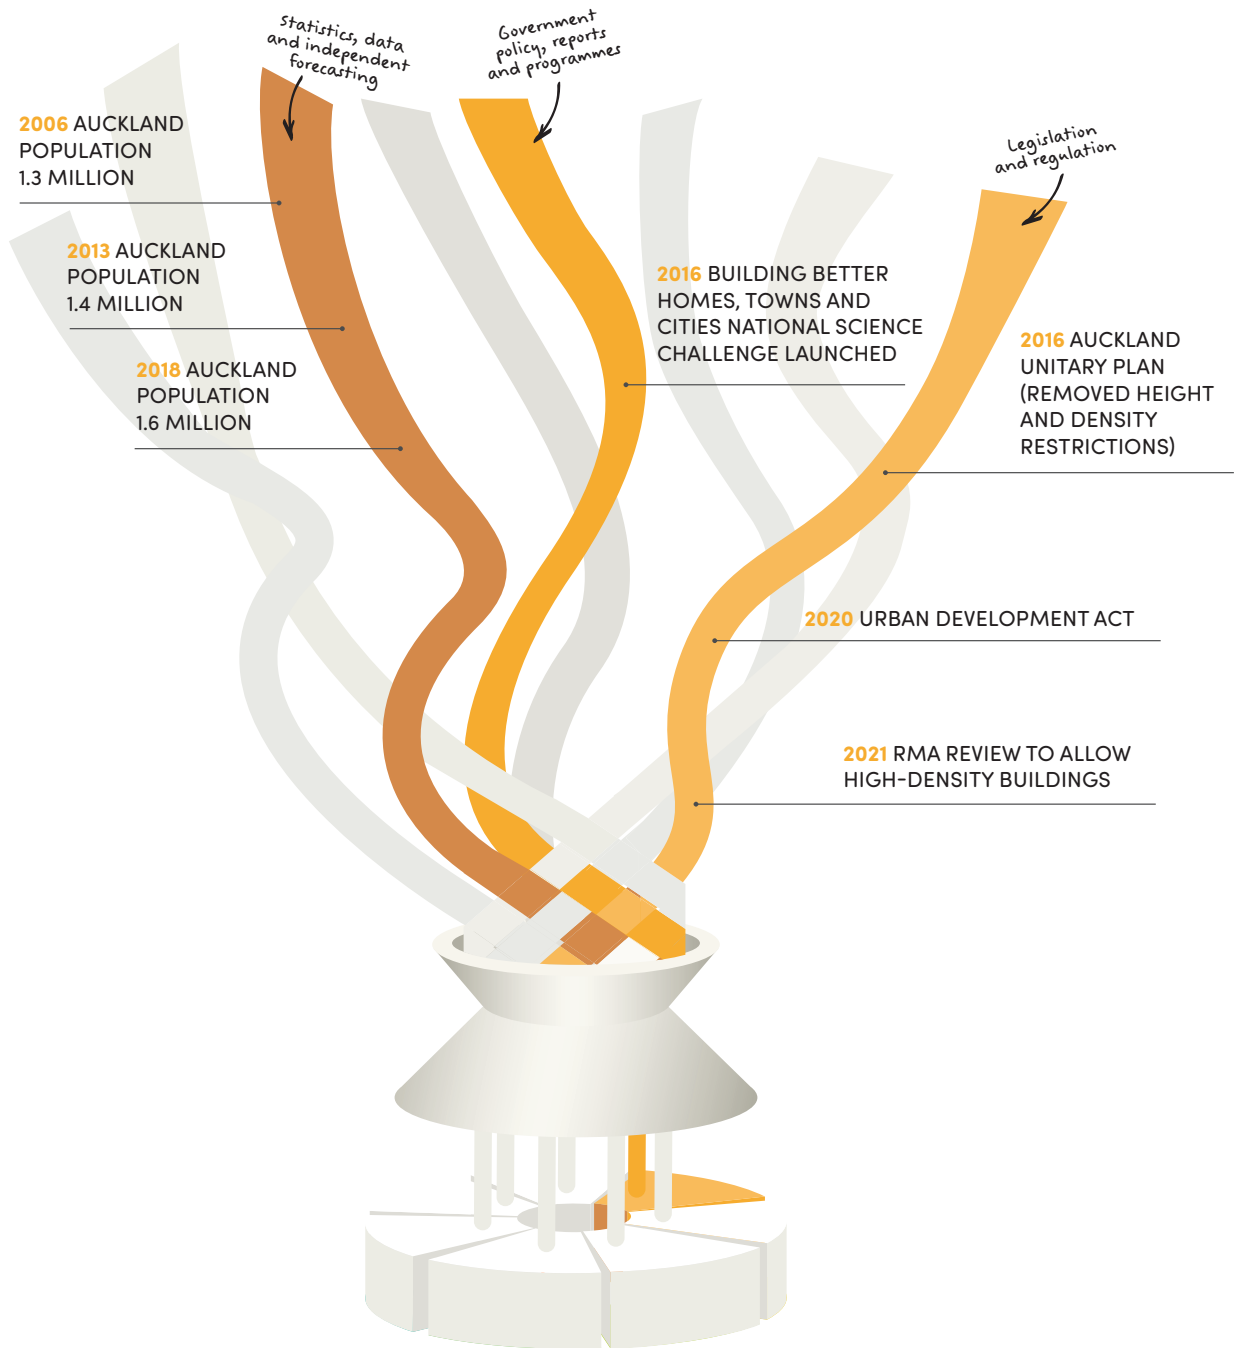 Statistics, data
and independent
forecasting
Government
policy, reports
and programmes
Legislation
and regulation
2006 AUCKLAND
POPULATION
1.3 MILLION
2013 AUCKLAND
POPULATION
1.4 MILLION
2018 AUCKLAND
POPULATION
1.6 MILLION
2016 BUILDING BETTER
HOMES, TOWNS AND
CITIES NATIONAL SCIENCE
CHALLENGE LAUNCHED
2016 AUCKLAND
UNITARY PLAN
(REMOVED HEIGHT
AND DENSITY
RESTRICTIONS)
2020 URBAN DEVELOPMENT ACT
2021 RMA REVIEW TO ALLOW
HIGH-DENSITY BUILDINGS